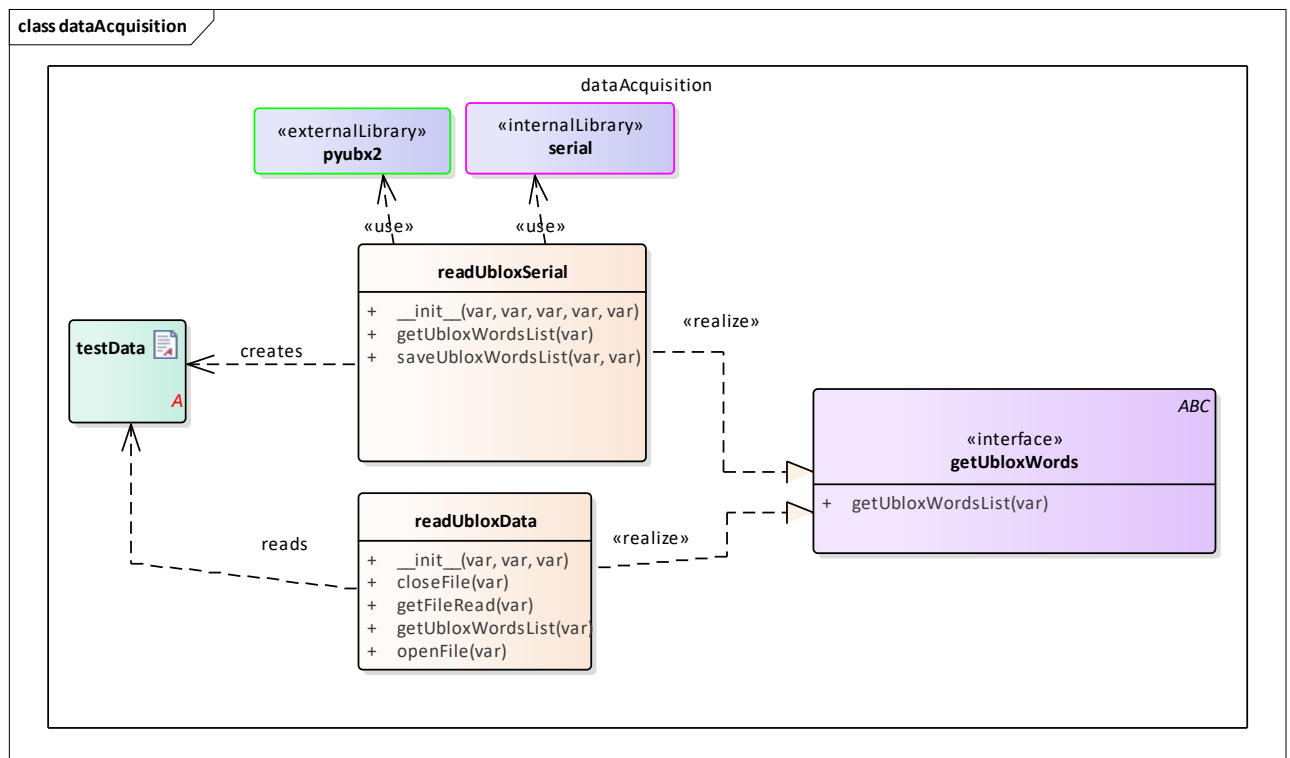 class dataAcquisition
dataAcquisition
«externalLibrary»
pyubx2
«internalLibrary»
serial
«use»
«use»
readUbloxSerial
+ __init__(var, var, var, var, var)
+ getUbloxWordsList(var)
+ saveUbloxWordsList(var, var)
«realize»
testData
A
creates
ABC
«interface»
getUbloxWords
+ getUbloxWordsList(var)
readUbloxData
+ __init__(var, var, var)
+ closeFile(var)
+ getFileRead(var)
+ getUbloxWordsList(var)
+ openFile(var)
reads
«realize»